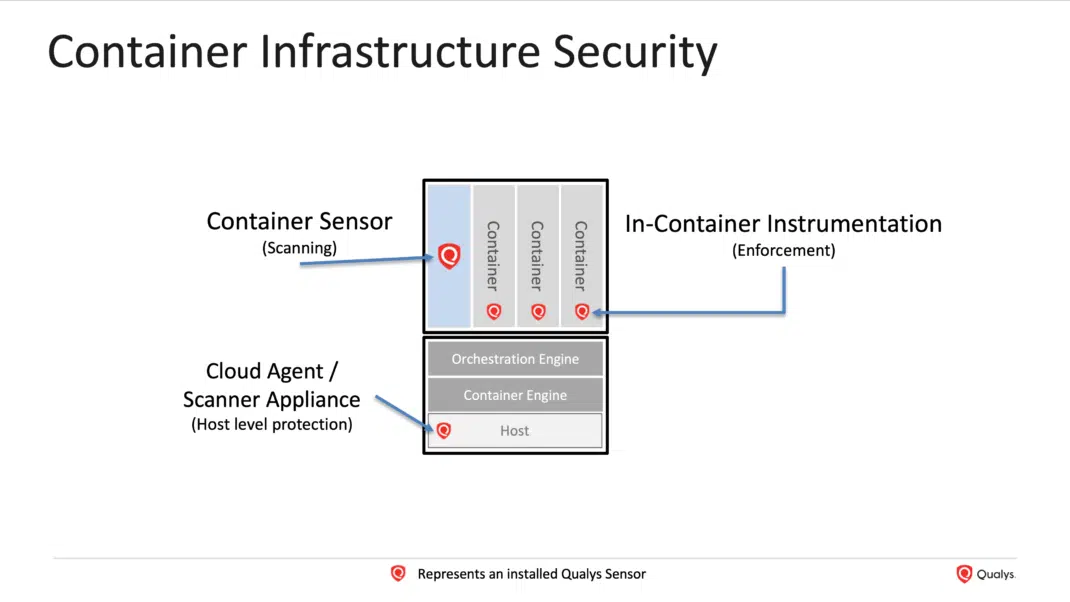 Container Infrastructure Security
Container Sensor
(Scanning)
Container
Container
Container
In-Container Instrumentation
(Enforcement)
Orchestration Engine
Container Engine
Host
Cloud Agent /
Scanner Appliance
(Host level protection)
Represents an installed Qualys Sensor
Qualys.